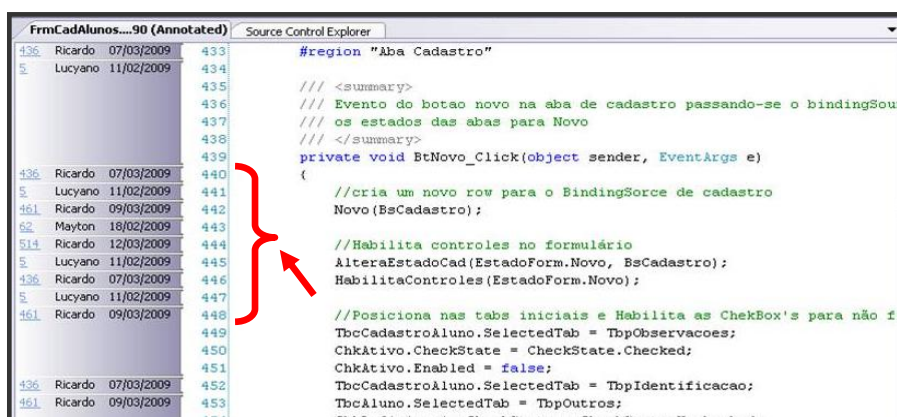 FrmCadAlunos....90 (Annotated) Source Control Explorer
436 Ricardo 07/03/2009 433 #region "Aba Cadastro"
5 Lucyano 11/02/2009 434
435 /// <summary>
436 /// Evento do botao novo na aba de cadastro passando-se o bindingSou
437 /// os estados das abas para Novo
438 /// </summary>
439 private void BtNovo_Click(object sender, EventArgs e)
436 Ricardo 07/03/2009 440 {
5 Lucyano 11/02/2009 441 //cria um novo row para o BindingSorce de cadastro
461 Ricardo 09/03/2009 442 Novo(BsCadastro);
62 Mayton 18/02/2009 443
514 Ricardo 12/03/2009 444 //Habilita controles no formulário
5 Lucyano 11/02/2009 445 AlteraEstadoCad(EstadoForm.Novo, BsCadastro);
436 Ricardo 07/03/2009 446 HabilitaControles(EstadoForm.Novo);
5 Lucyano 11/02/2009 447
461 Ricardo 09/03/2009 448 //Posiciona nas tabs iniciais e Habilita as ChekBox's para não f
449 TbcCadastroAluno.SelectedTab = TbpObservacoes;
450 ChkAtivo.CheckState = CheckState.Checked;
451 ChkAtivo.Enabled = false;
436 Ricardo 07/03/2009 452 TbcCadastroAluno.SelectedTab = TbpIdentificacao;
461 Ricardo 09/03/2009 453 TbcAluno.SelectedTab = TbpOutros;